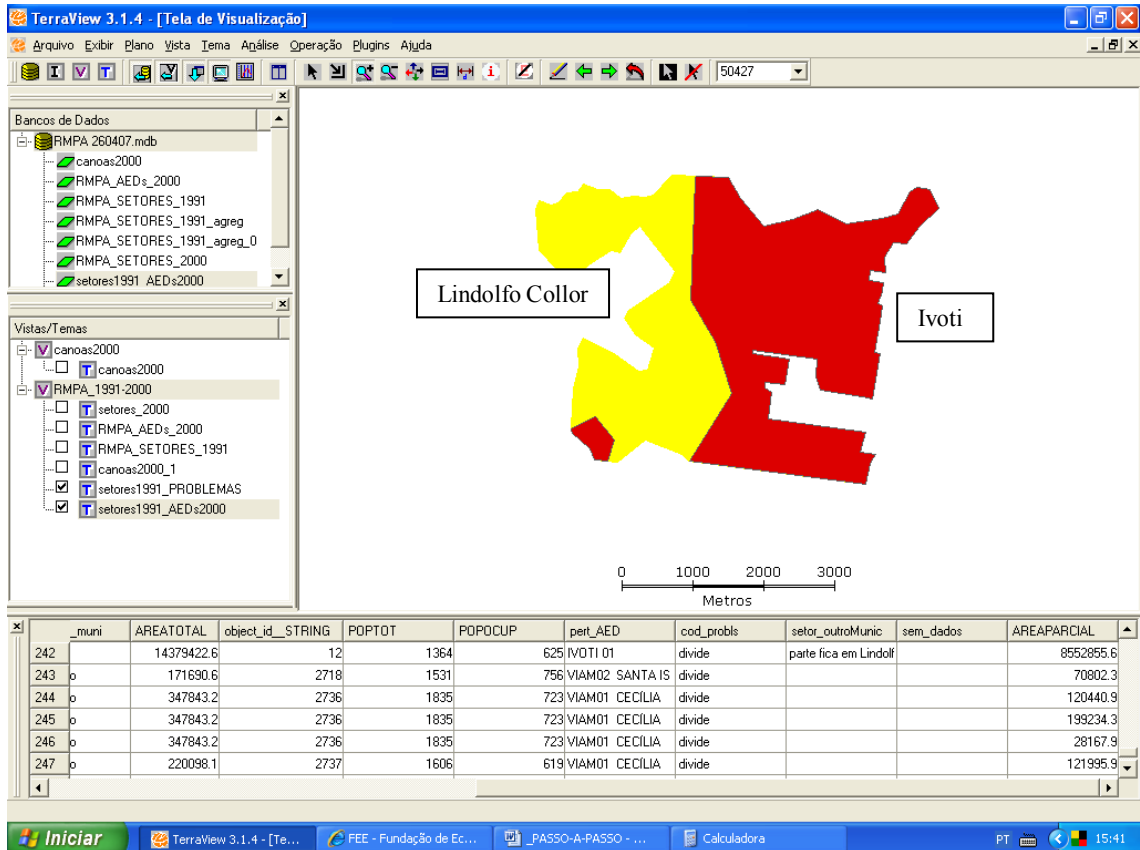 TerraView 3.1.4 - [Tela de Visualização]
Arquivo Exibir Plano Vista Tema Análise Operação Plugins Ajuda
I V T i 50427
Bancos de Dados
RMPA 260407.mdb
canoas2000
RMPA_AEDs_2000
RMPA_SETORES_1991
RMPA_SETORES_1991_agreg
RMPA_SETORES_1991_agreg_0
RMPA_SETORES_2000
setores1991_AEDs2000
Vistas/Temas
V canoas2000
T canoas2000
V RMPA_1991-2000
T setores_2000
T RMPA_AEDs_2000
T RMPA_SETORES_1991
T canoas2000_1
T setores1991_PROBLEMAS
T setores1991_AEDs2000
Lindolfo Collor
Ivoti
0 1000 2000 3000
Metros
_muni AREATOTAL object_id__STRING POPTOT POPOCUP pert_AED cod_probls setor_outroMunic sem_dados AREAPARCIAL
242 14379422.6 12 1364 625 IVOTI 01 divide parte fica em Lindolf 8552855.6
243 o 171690.6 2718 1531 756 VIAM02 SANTA IS divide 70802.3
244 o 347843.2 2736 1835 723 VIAM01 CECÍLIA divide 120440.9
245 o 347843.2 2736 1835 723 VIAM01 CECÍLIA divide 199234.3
246 o 347843.2 2736 1835 723 VIAM01 CECÍLIA divide 28167.9
247 o 220098.1 2737 1606 619 VIAM01 CECÍLIA divide 121995.9
Iniciar TerraView 3.1.4 - [Te... FEE - Fundação de Ec... _PASSO-A-PASSO - ... Calculadora PT 15:41